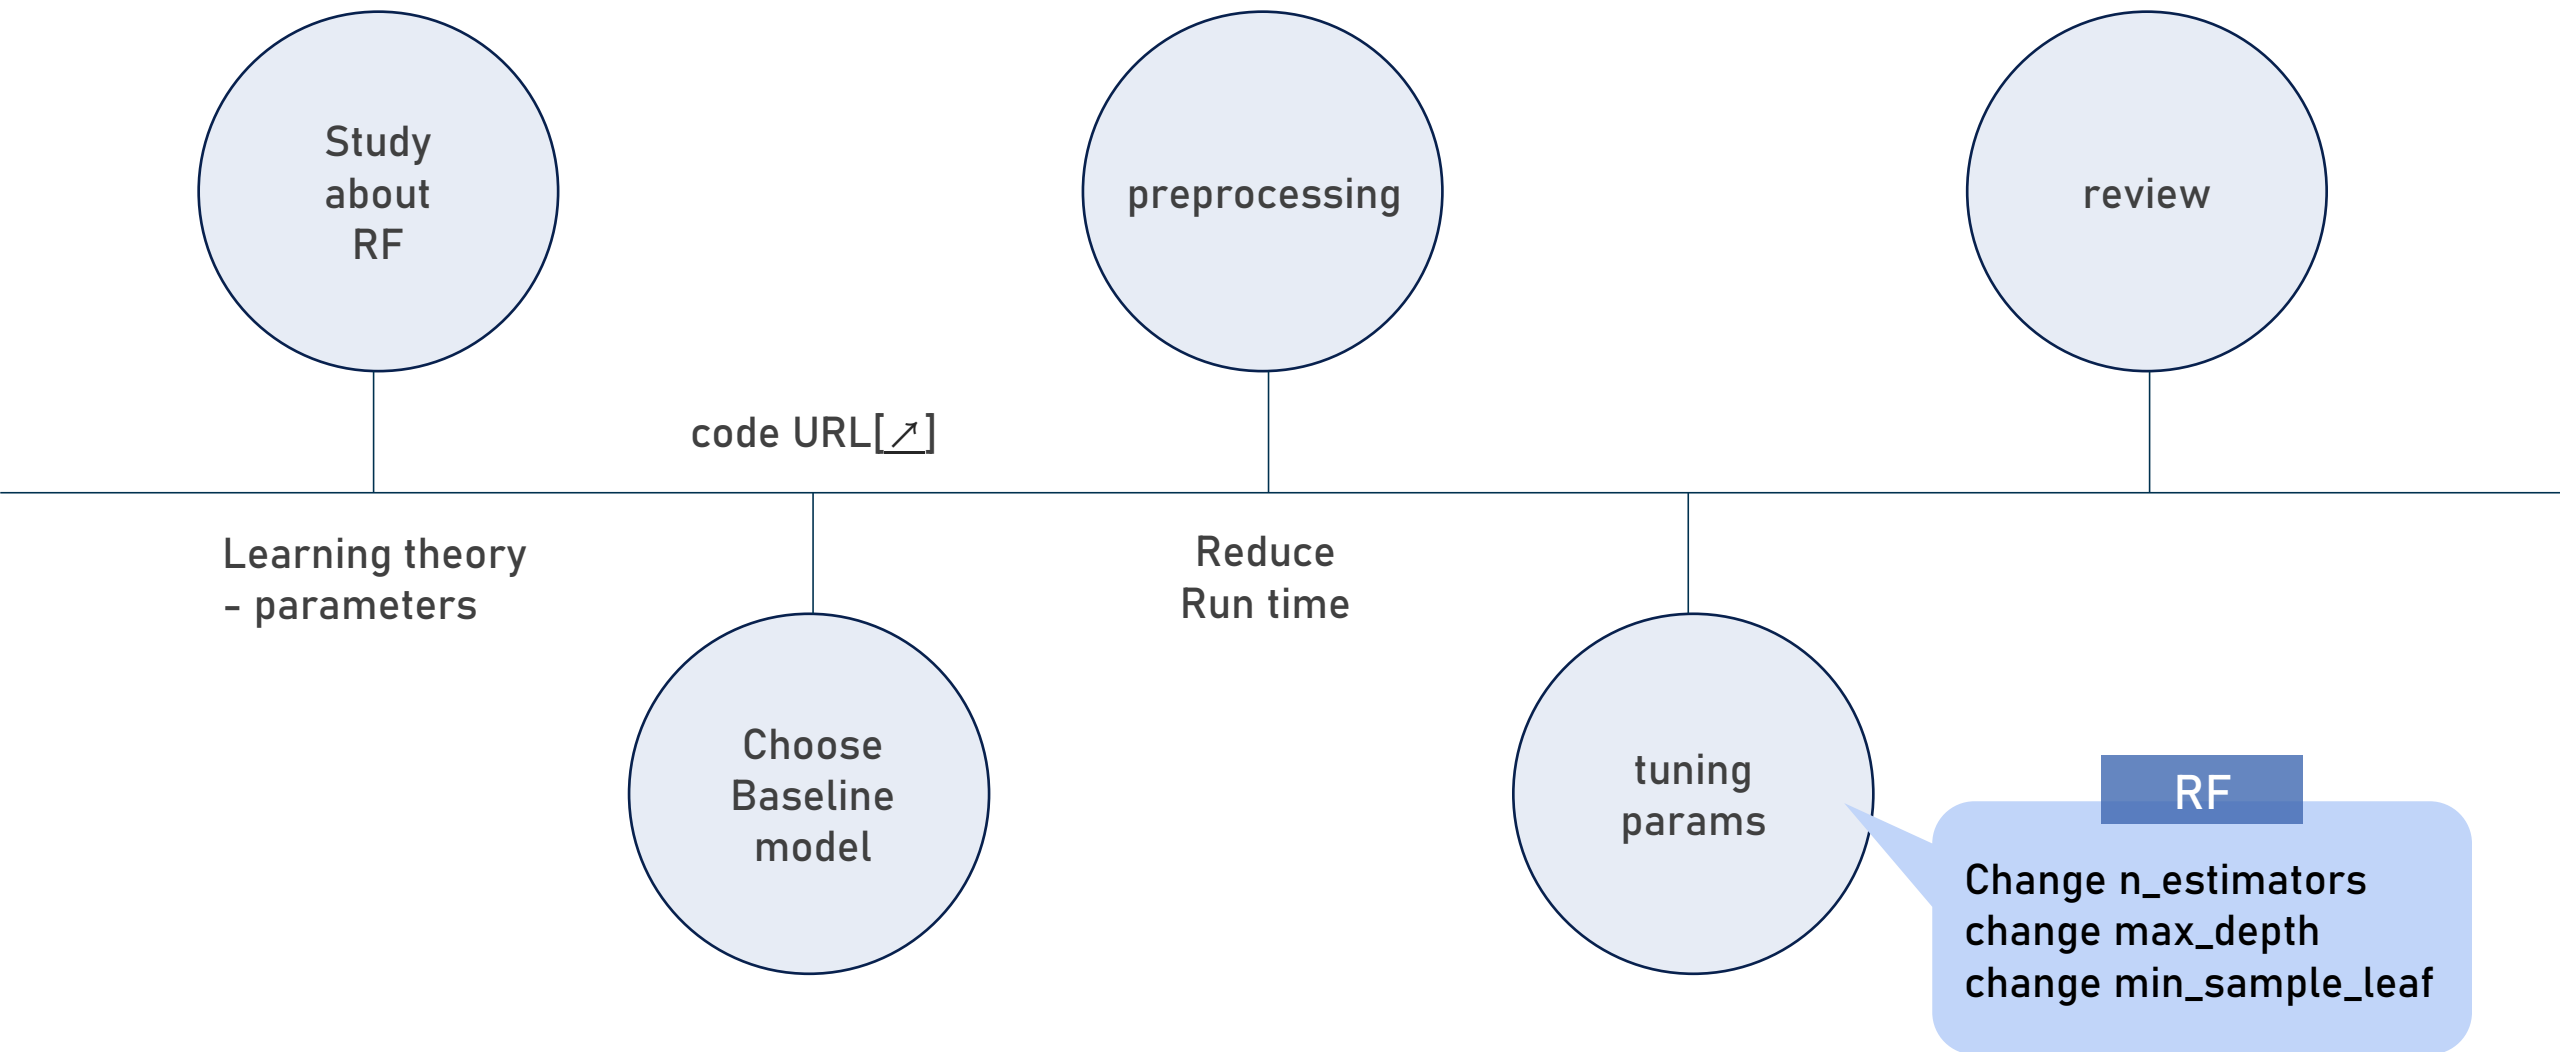 Study
about
RF
preprocessing
review
code URL[↗]
Learning theory
- parameters
Reduce
Run time
Choose
Baseline
model
tuning
params
RF
Change n_estimators
change max_depth
change min_sample_leaf